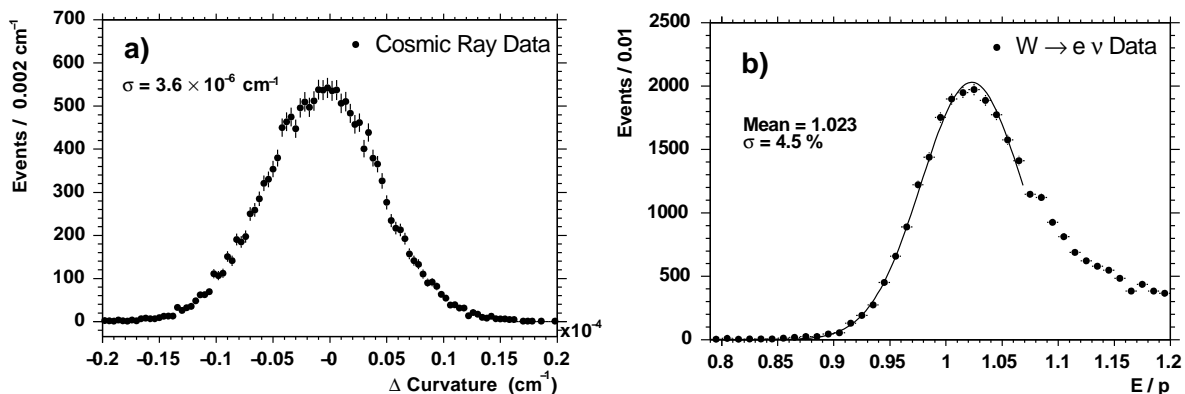 a)
Cosmic Ray Data
σ = 3.6 × 10⁻⁶ cm⁻¹
Events / 0.002 cm⁻¹
700
600
500
400
300
200
100
0
x10⁻⁴
-0.2 -0.15 -0.1 -0.05 -0 0.05 0.1 0.15 0.2
Δ Curvature (cm⁻¹)
b)
W → e ν Data
Mean = 1.023
σ = 4.5 %
Events / 0.01
2500
2000
1500
1000
500
0
0.8 0.85 0.9 0.95 1 1.05 1.1 1.15 1.2
E / p